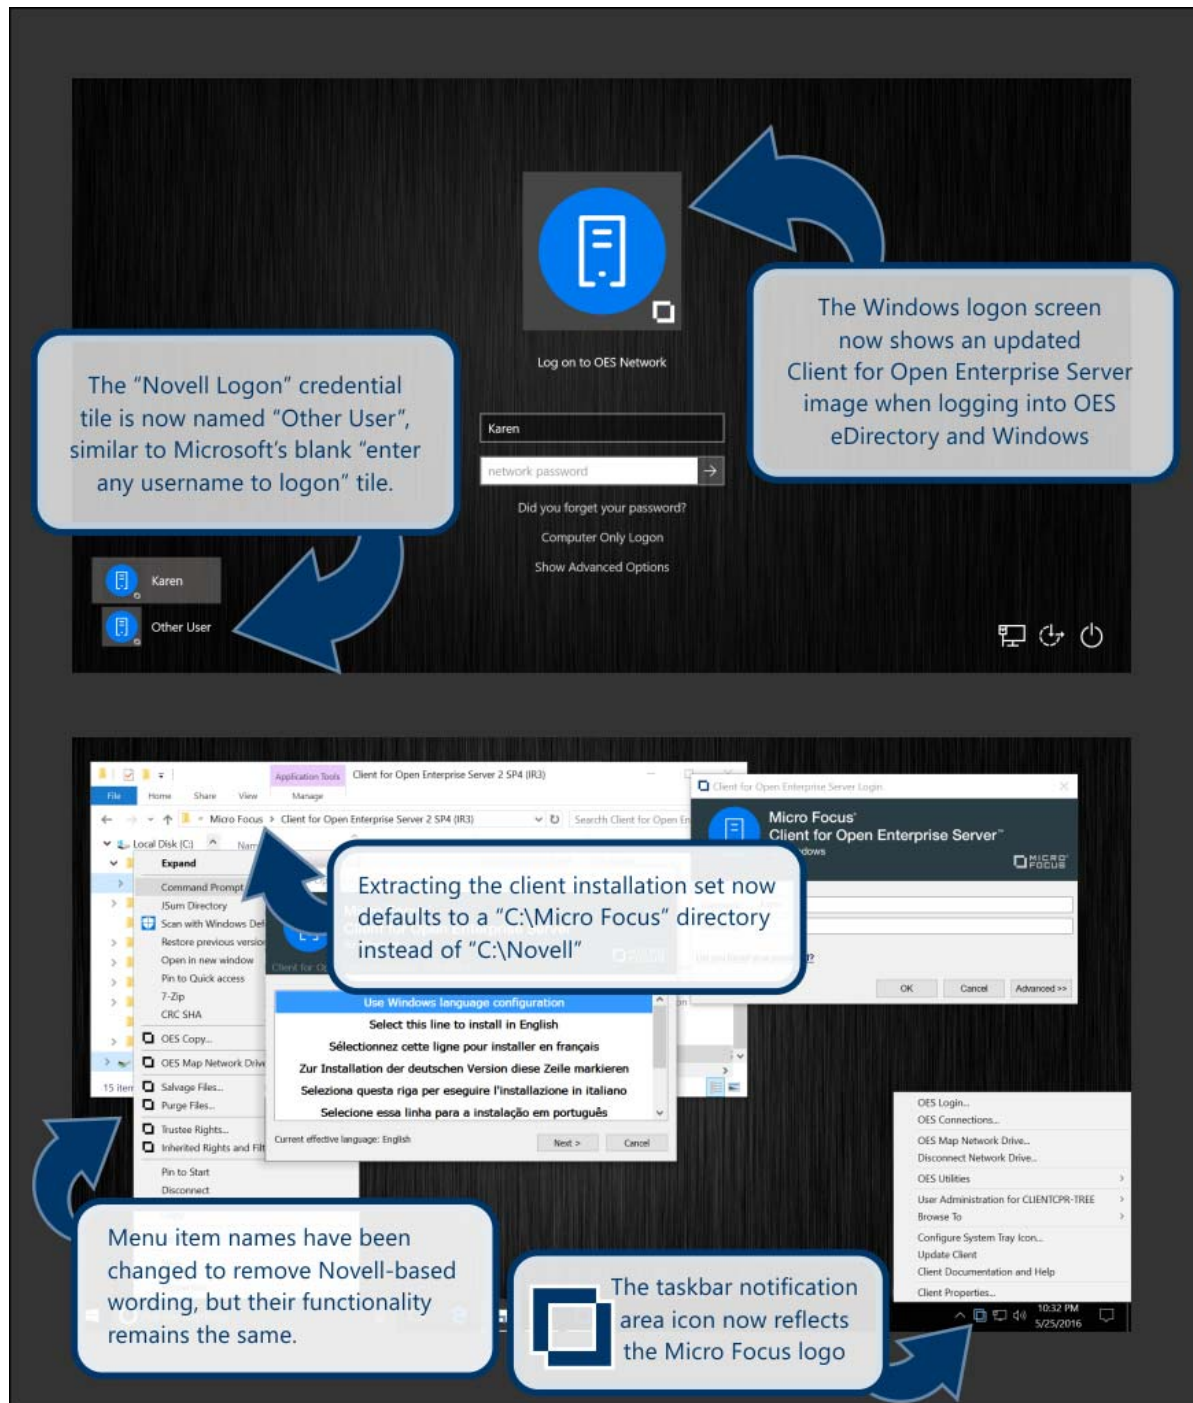 The Windows logon screen
now shows an updated
Client for Open Enterprise Server
image when logging into OES
eDirectory and Windows
Log on to OES Network
The “Novell Logon” credential
tile is now named “Other User”,
similar to Microsoft’s blank “enter
any username to logon” tile.
Karen
network password
Did you forget your password?
Computer Only Logon
Show Advanced Options
Karen
Other User
Application Tools
Client for Open Enterprise Server 2 SP4 (IR3)
File Home Share View Manage
Micro Focus > Client for Open Enterprise Server 2 SP4 (IR3)
Local Disk (C:)
Expand
Command Prompt
JSum Directory
Scan with Windows Def
Restore previous version
Open in new window
Pin to Quick access
7-Zip
CRC SHA
OES Copy...
OES Map Network Drive
Salvage Files...
Purge Files...
Trustee Rights...
Inherited Rights and Filt
Pin to Start
Disconnect
15 item
Client for Open Enterprise Server Login
Micro Focus®
Client for Open Enterprise Server™
MICRO
FOCUS
OK Cancel Advanced >>
Extracting the client installation set now
defaults to a “C:\Micro Focus” directory
instead of “C:\Novell”
Use Windows language configuration
Select this line to install in English
Sélectionnez cette ligne pour installer en français
Zur Installation der deutschen Version diese Zeile markieren
Seleziona questa riga per eseguire l'installazione in italiano
Selecione essa linha para a instalação em português
Current effective language: English
Next > Cancel
OES Login...
OES Connections...
OES Map Network Drive...
Disconnect Network Drive...
OES Utilities
User Administration for CLIENTCPR-TREE
Browse To
Configure System Tray Icon...
Update Client
Client Documentation and Help
Client Properties...
10:32 PM
5/25/2016
Menu item names have been
changed to remove Novell-based
wording, but their functionality
remains the same.
The taskbar notification
area icon now reflects
the Micro Focus logo